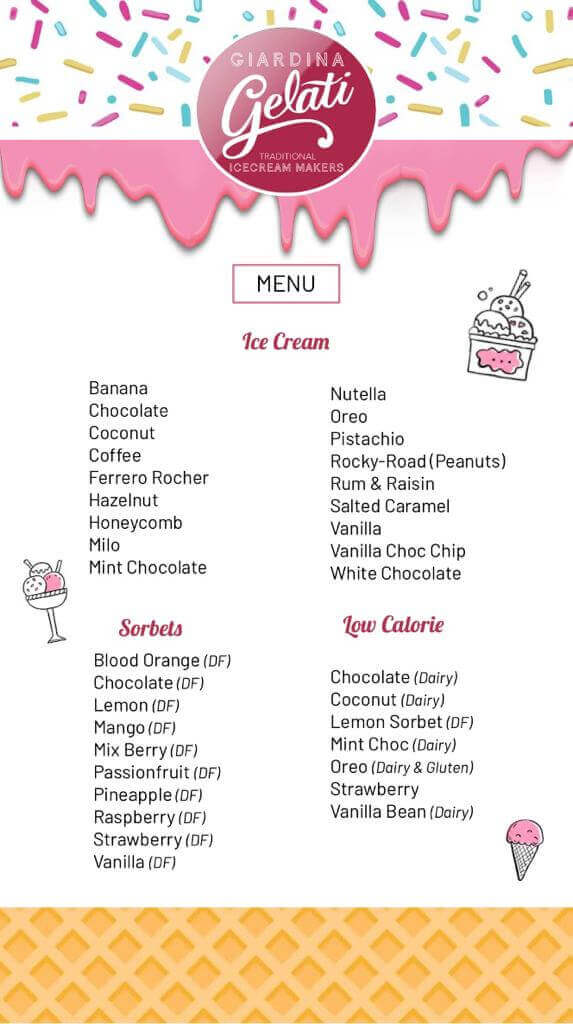 GIARDINA
Gelati
TRADITIONAL
ICECREAM MAKERS
MENU
Ice Cream
Banana
Chocolate
Coconut
Coffee
Ferrero Rocher
Hazelnut
Honeycomb
Milo
Mint Chocolate
Nutella
Oreo
Pistachio
Rocky-Road (Peanuts)
Rum & Raisin
Salted Caramel
Vanilla
Vanilla Choc Chip
White Chocolate
Sorbets
Blood Orange (DF)
Chocolate (DF)
Lemon (DF)
Mango (DF)
Mix Berry (DF)
Passionfruit (DF)
Pineapple (DF)
Raspberry (DF)
Strawberry (DF)
Vanilla (DF)
Low Calorie
Chocolate (Dairy)
Coconut (Dairy)
Lemon Sorbet (DF)
Mint Choc (Dairy)
Oreo (Dairy & Gluten)
Strawberry
Vanilla Bean (Dairy)